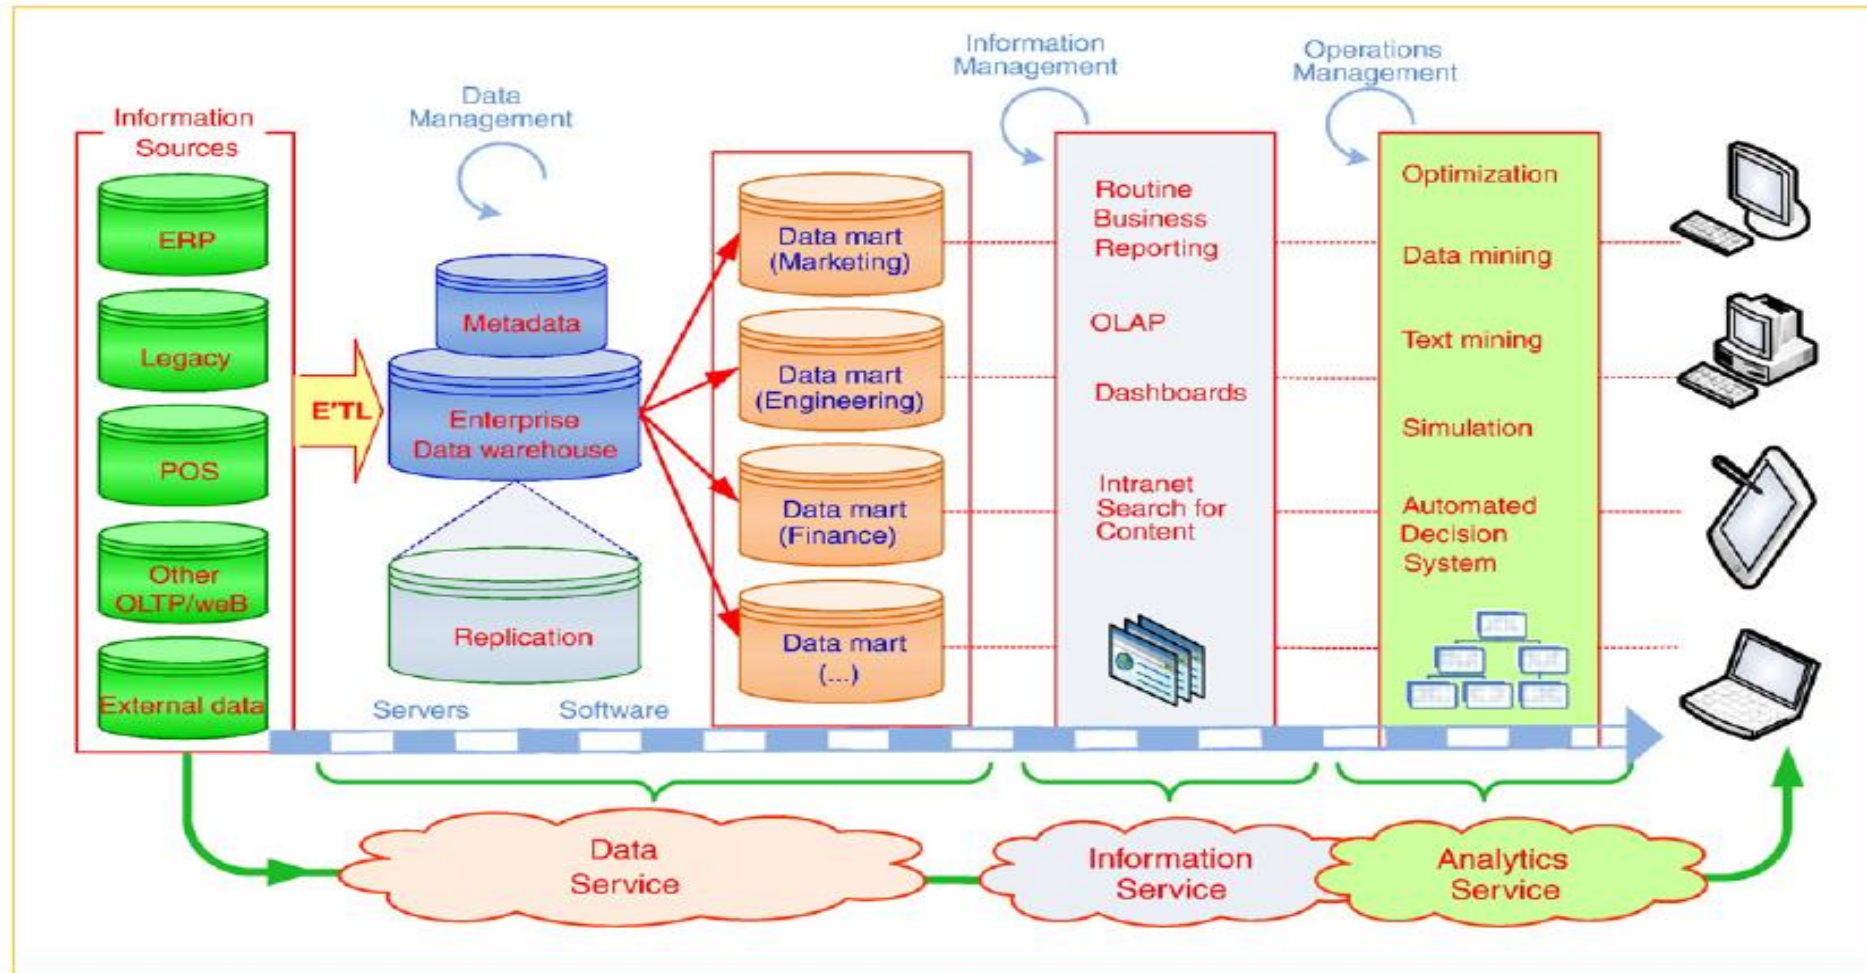 Information
Sources
ERP
Legacy
POS
Other
OLTP/weB
External data
E'TL
Data
Management
Metadata
Enterprise
Data warehouse
Replication
Servers
Software
Data mart
(Marketing)
Data mart
(Engineering)
Data mart
(Finance)
Data mart
(...)
Information
Management
Routine
Business
Reporting
OLAP
Dashboards
Intranet
Search for
Content
Operations
Management
Optimization
Data mining
Text mining
Simulation
Automated
Decision
System
Data
Service
Information
Service
Analytics
Service